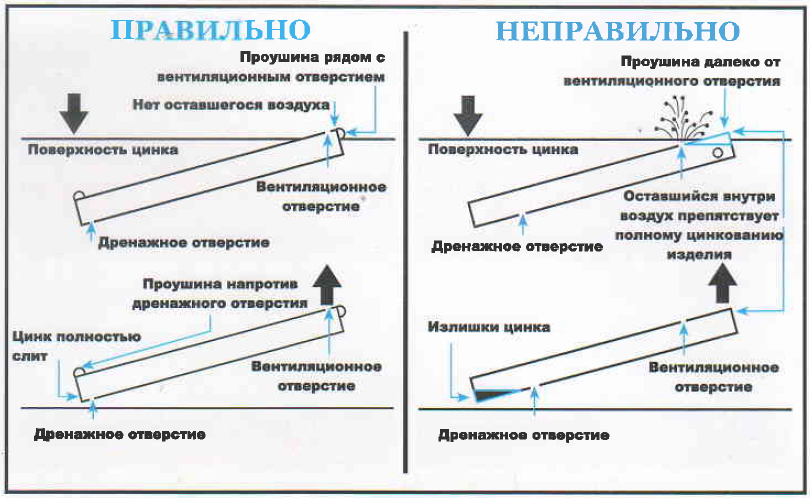 ПРАВИЛЬНО
Проушина рядом с
вентиляционным отверстием
Нет оставшегося воздуха
Поверхность цинка
Вентиляционное
отверстие
Дренажное отверстие
Проушина напротив
дренажного отверстия
Цинк полностью
слит
Вентиляционное
отверстие
Дренажное отверстие
НЕПРАВИЛЬНО
Проушина далеко от
вентиляционного отверстия
Поверхность цинка
Оставшийся внутри
воздух препятствует
полному цинкованию
изделия
Дренажное отверстие
Излишки цинка
Вентиляционное
отверстие
Дренажное отверстие